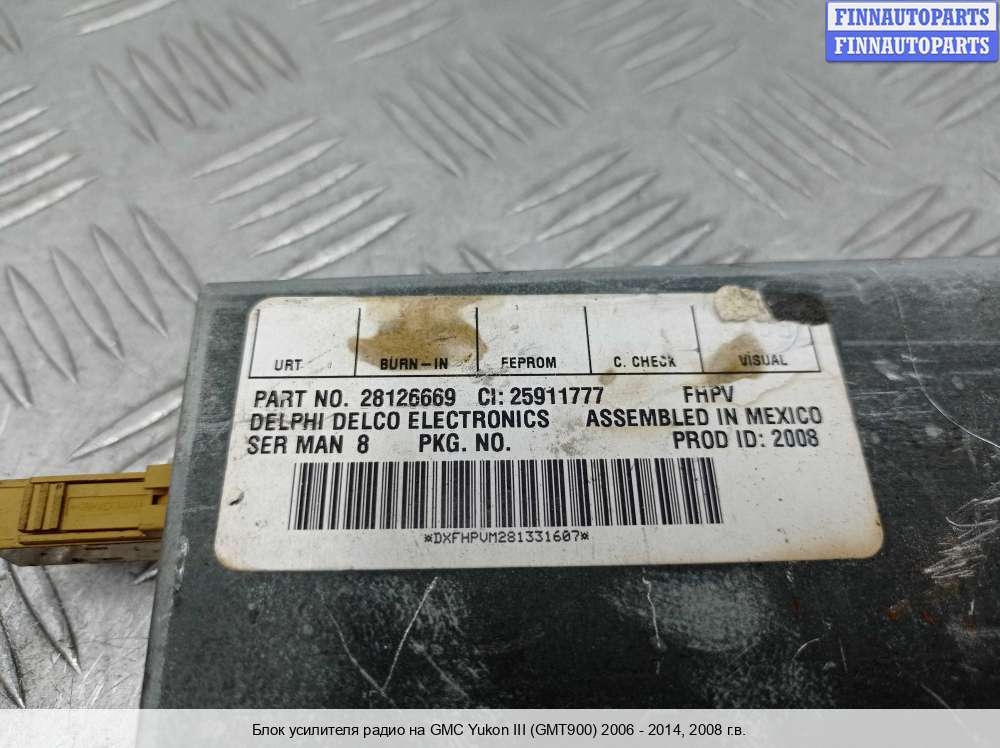 FINNAUTOPARTS
FINNAUTOPARTS
URT BURN-IN EEPROM C. CHECK VISUAL
PART NO. 28126669 CI: 25911777 FHPV
DELPHI DELCO ELECTRONICS ASSEMBLED IN MEXICO
SER MAN 8 PKG. NO. PROD ID: 2008
*DXFHPVM281331607*
Блок усилителя радио на GMC Yukon III (GMT900) 2006 - 2014, 2008 г.в.